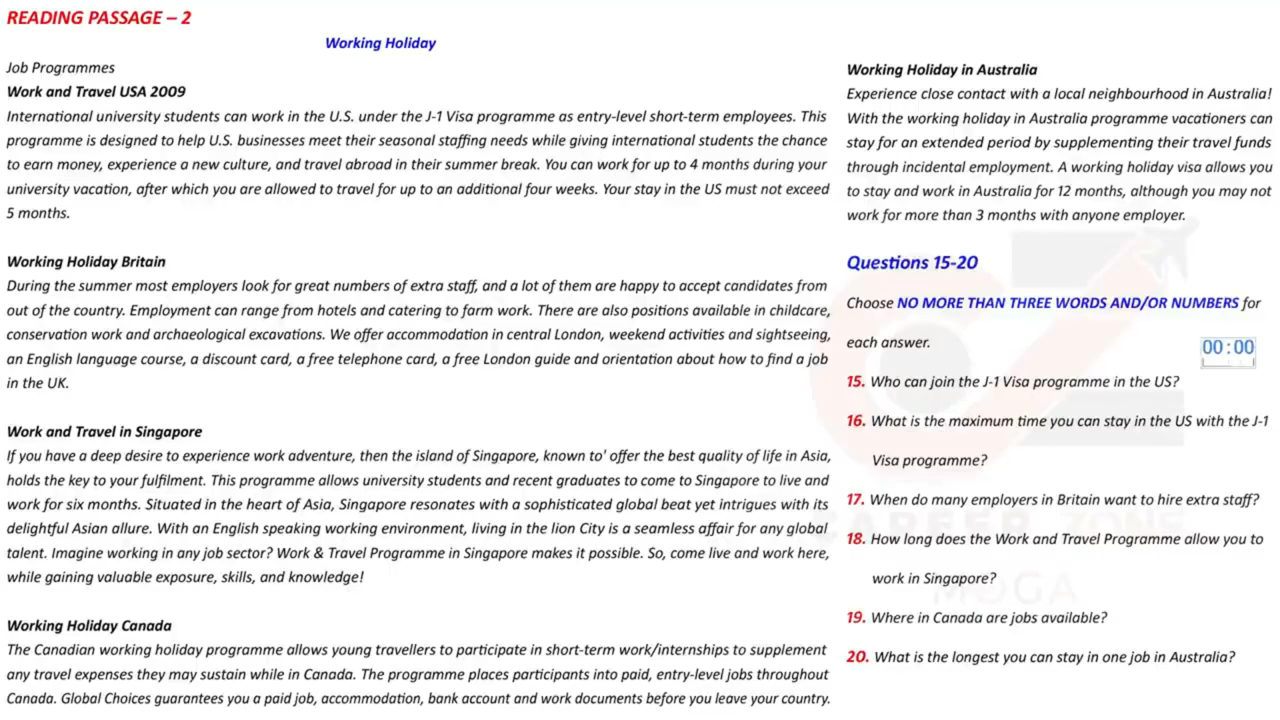 READING PASSAGE – 2
Working Holiday
Job Programmes
Work and Travel USA 2009
International university students can work in the U.S. under the J-1 Visa programme as entry-level short-term employees. This
programme is designed to help U.S. businesses meet their seasonal staffing needs while giving international students the chance
to earn money, experience a new culture, and travel abroad in their summer break. You can work for up to 4 months during your
university vacation, after which you are allowed to travel for up to an additional four weeks. Your stay in the US must not exceed
5 months.
Working Holiday Britain
During the summer most employers look for great numbers of extra staff, and a lot of them are happy to accept candidates from
out of the country. Employment can range from hotels and catering to farm work. There are also positions available in childcare,
conservation work and archaeological excavations. We offer accommodation in central London, weekend activities and sightseeing,
an English language course, a discount card, a free telephone card, a free London guide and orientation about how to find a job
in the UK.
Work and Travel in Singapore
If you have a deep desire to experience work adventure, then the island of Singapore, known to' offer the best quality of life in Asia,
holds the key to your fulfilment. This programme allows university students and recent graduates to come to Singapore to live and
work for six months. Situated in the heart of Asia, Singapore resonates with a sophisticated global beat yet intrigues with its
delightful Asian allure. With an English speaking working environment, living in the lion City is a seamless affair for any global
talent. Imagine working in any job sector? Work & Travel Programme in Singapore makes it possible. So, come live and work here,
while gaining valuable exposure, skills, and knowledge!
Working Holiday Canada
The Canadian working holiday programme allows young travellers to participate in short-term work/internships to supplement
any travel expenses they may sustain while in Canada. The programme places participants into paid, entry-level jobs throughout
Canada. Global Choices guarantees you a paid job, accommodation, bank account and work documents before you leave your country.
Working Holiday in Australia
Experience close contact with a local neighbourhood in Australia!
With the working holiday in Australia programme vacationers can
stay for an extended period by supplementing their travel funds
through incidental employment. A working holiday visa allows you
to stay and work in Australia for 12 months, although you may not
work for more than 3 months with anyone employer.
Questions 15-20
Choose NO MORE THAN THREE WORDS AND/OR NUMBERS for
each answer.
00:00
15. Who can join the J-1 Visa programme in the US?
16. What is the maximum time you can stay in the US with the J-1
Visa programme?
17. When do many employers in Britain want to hire extra staff?
18. How long does the Work and Travel Programme allow you to
work in Singapore?
19. Where in Canada are jobs available?
20. What is the longest you can stay in one job in Australia?
CAREER ZONE
MOGA